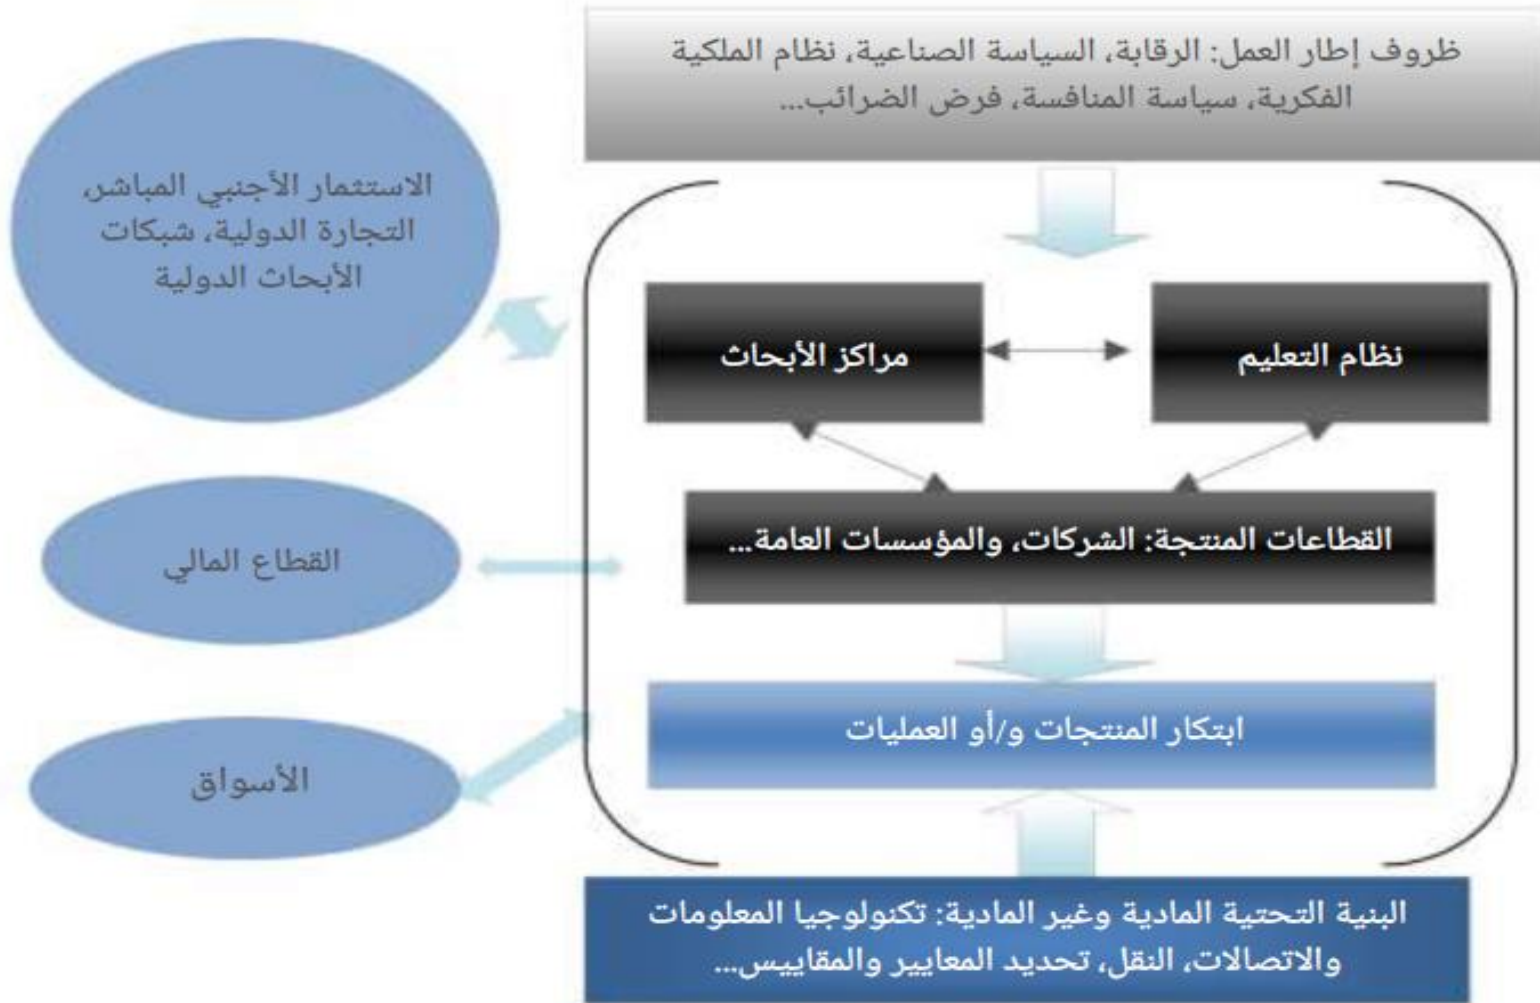 ظروف إطار العمل: الرقابة، السياسة الصناعية، نظام الملكية
الفكرية، سياسة المنافسة، فرض الضرائب...
الاستثمار الأجنبي المباشر،
التجارة الدولية، شبكات
الأبحاث الدولية
نظام التعليم
مراكز الأبحاث
القطاعات المنتجة: الشركات، والمؤسسات العامة...
القطاع المالي
ابتكار المنتجات و/أو العمليات
الأسواق
البنية التحتية المادية وغير المادية: تكنولوجيا المعلومات
والاتصالات، النقل، تحديد المعايير والمقاييس...